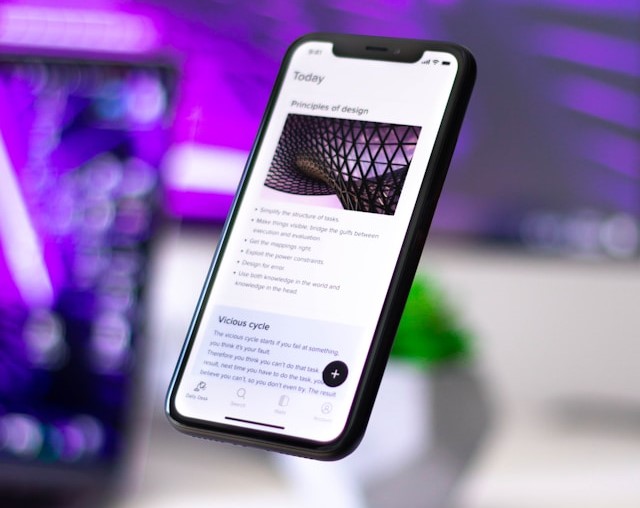 9:41
Today
Principles of design
• Simplify the structure of tasks.
• Make things visible: bridge the gulfs between
execution and evaluation.
• Get the mappings right.
• Exploit the power constraints.
• Design for error.
• Use both knowledge in the world and
knowledge in the head.
Vicious cycle
The vicious cycle starts if you fail at something,
you think it's your fault.
Therefore you think you can't do that task
result, next time you have to do the task, you
believe you can't, so you don't even try. The result
Daily Desk
Search
Apps
Account